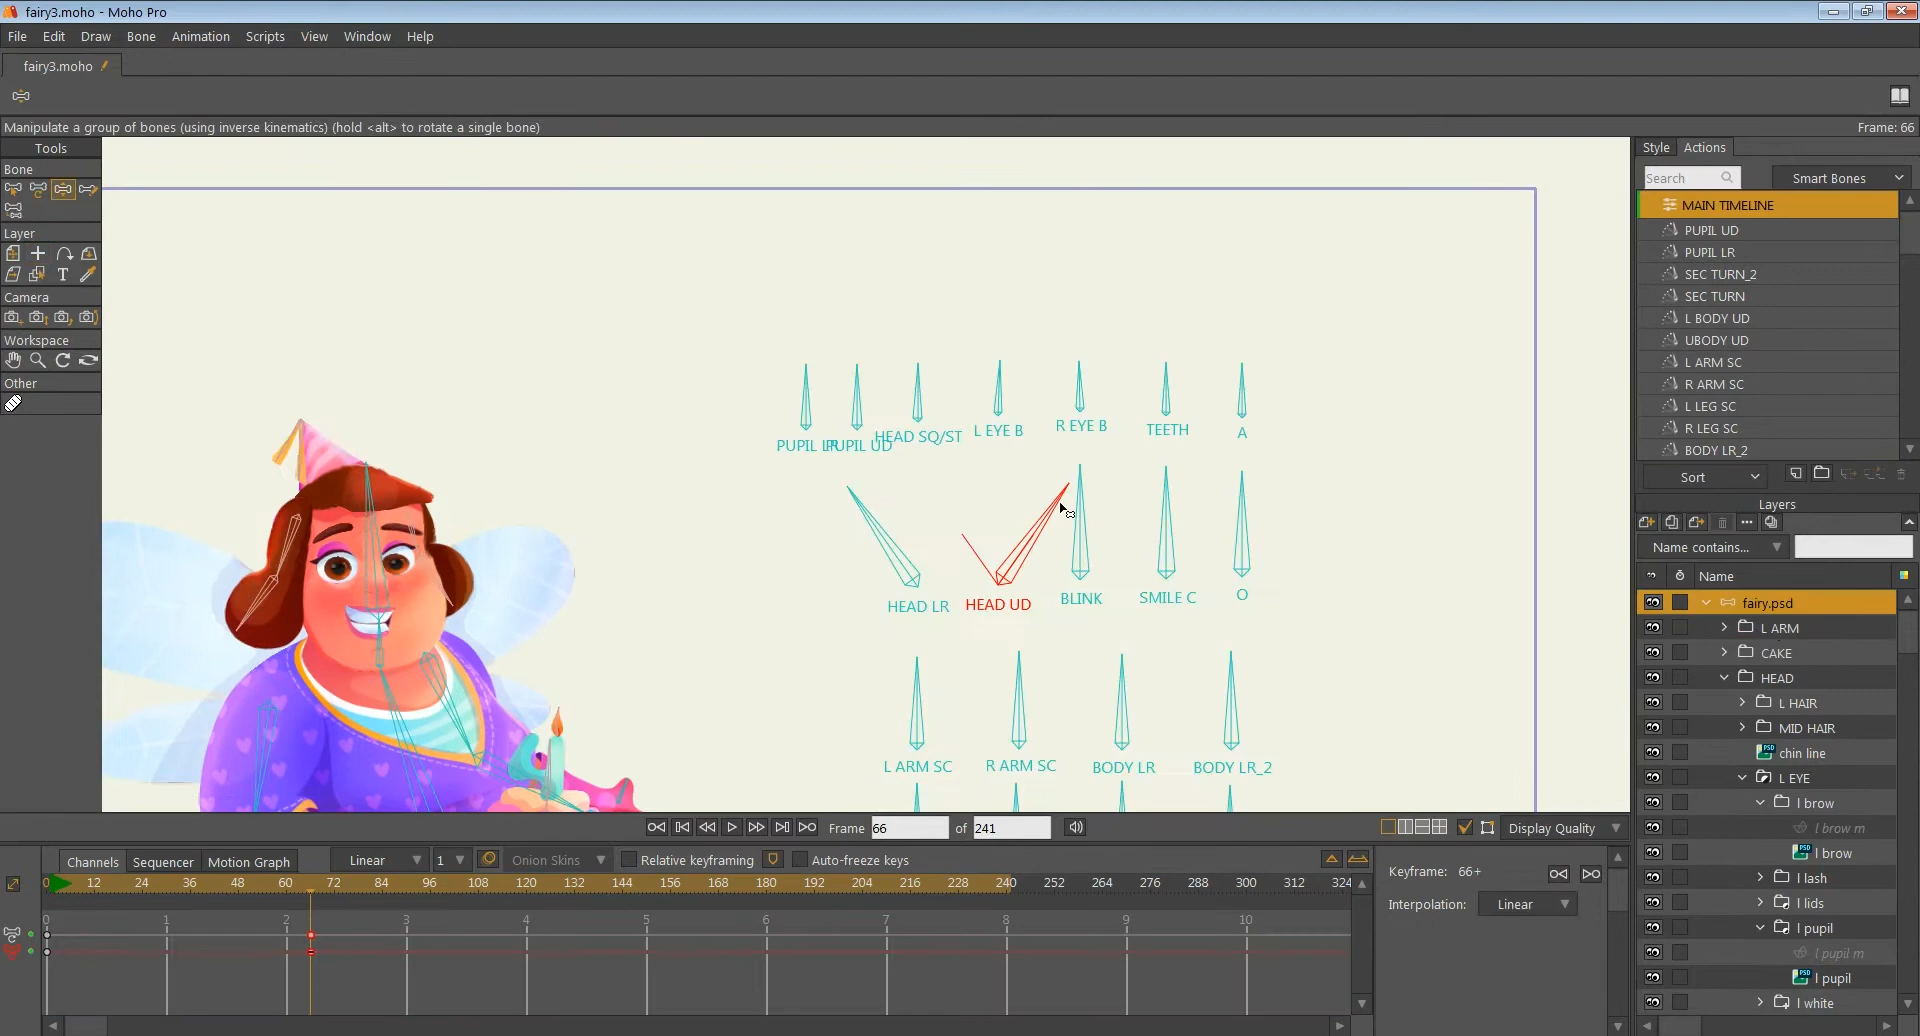 fairy3.moho - Moho Pro
File Edit Draw Bone Animation Scripts View Window Help
fairy3.moho
Manipulate a group of bones (using inverse kinematics) (hold <alt> to rotate a single bone)
Frame: 66
Tools
Bone
Layer
Camera
Workspace
Other
PUPIL LR
PUPIL UD
HEAD SQ/ST
L EYE B
R EYE B
TEETH
A
HEAD LR
HEAD UD
BLINK
SMILE C
O
L ARM SC
R ARM SC
BODY LR
BODY LR_2
Style Actions
Search
Smart Bones
MAIN TIMELINE
PUPIL UD
PUPIL LR
SEC TURN_2
SEC TURN
L BODY UD
UBODY UD
L ARM SC
R ARM SC
L LEG SC
R LEG SC
BODY LR_2
Sort
Layers
Name contains...
Name
fairy.psd
L ARM
CAKE
HEAD
L HAIR
MID HAIR
chin line
L EYE
l brow
l brow m
l brow
l lash
l lids
l pupil
l pupil m
l pupil
l white
Frame 66 of 241
Display Quality
Channels Sequencer Motion Graph Linear 1 Onion Skins Relative keyframing Auto-freeze keys
0 12 24 36 48 60 72 84 96 108 120 132 144 156 168 180 192 204 216 228 240 252 264 276 288 300 312 324
0 1 2 3 4 5 6 7 8 9 10
Keyframe: 66+
Interpolation: Linear